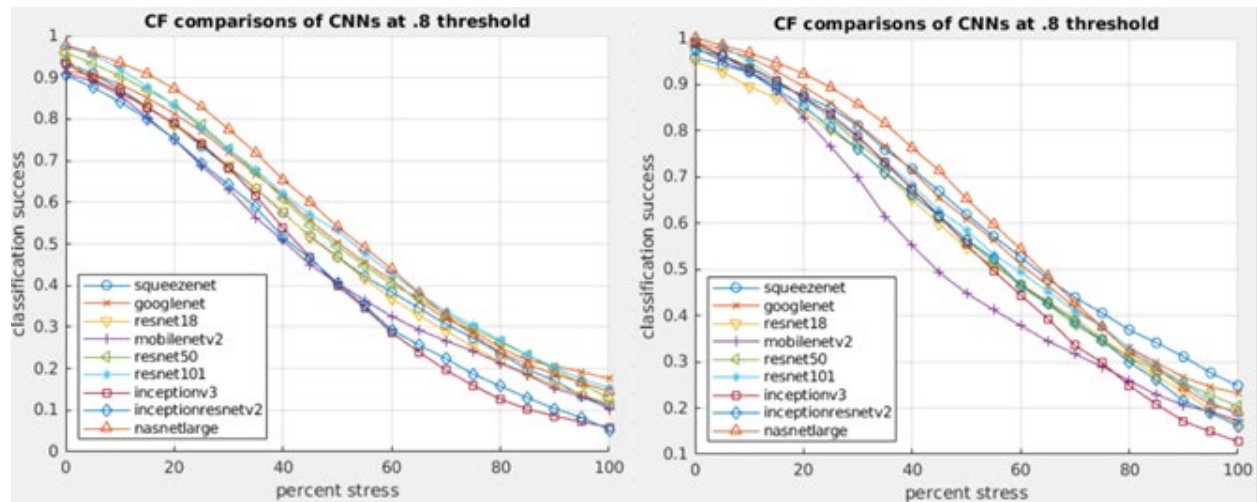 CF comparisons of CNNs at .8 threshold
classification success
1
0.9
0.8
0.7
0.6
0.5
0.4
0.3
0.2
0.1
0
squeezenet
googlenet
resnet18
mobilenetv2
resnet50
resnet101
inceptionv3
inceptionresnetv2
nasnetlarge
0 20 40 60 80 100
percent stress
CF comparisons of CNNs at .8 threshold
classification success
1
0.9
0.8
0.7
0.6
0.5
0.4
0.3
0.2
0.1
squeezenet
googlenet
resnet18
mobilenetv2
resnet50
resnet101
inceptionv3
inceptionresnetv2
nasnetlarge
0 20 40 60 80 100
percent stress